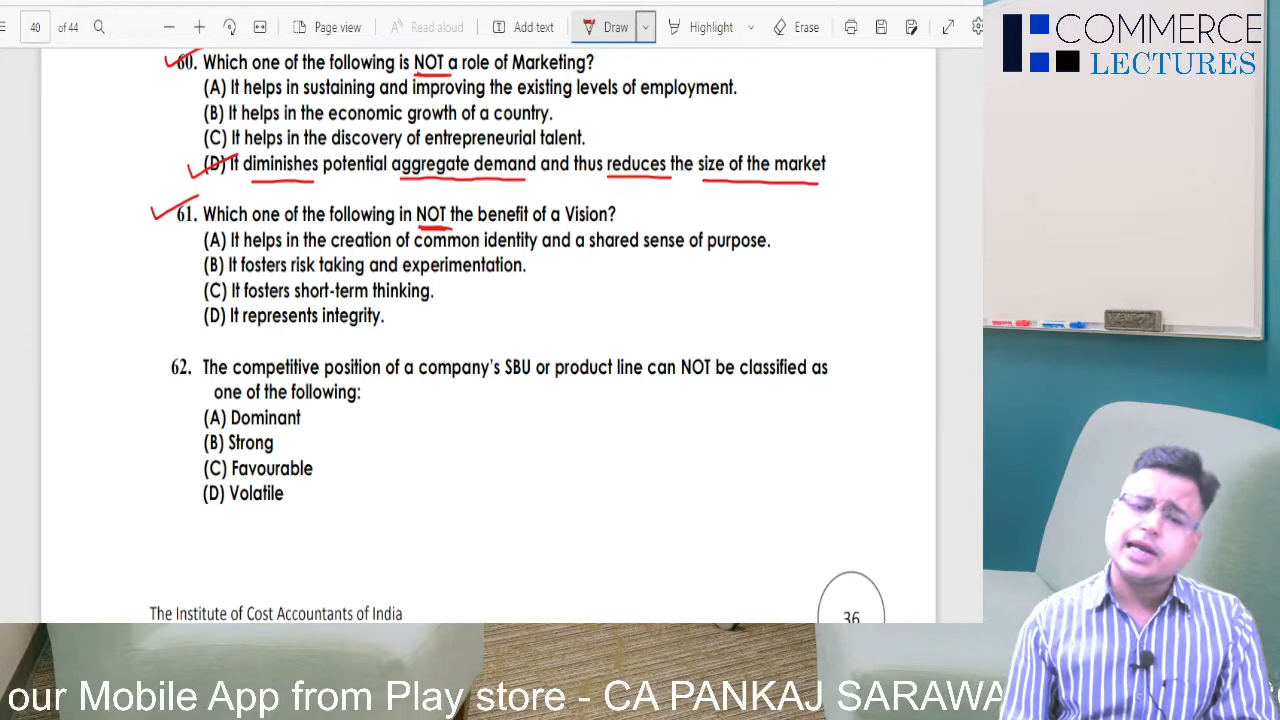 40 of 44
Page view
Read aloud
Add text
Draw
Highlight
Erase
COMMERCE
LECTURES
60. Which one of the following is NOT a role of Marketing?
(A) It helps in sustaining and improving the existing levels of employment.
(B) It helps in the economic growth of a country.
(C) It helps in the discovery of entrepreneurial talent.
(D) It diminishes potential aggregate demand and thus reduces the size of the market
61. Which one of the following in NOT the benefit of a Vision?
(A) It helps in the creation of common identity and a shared sense of purpose.
(B) It fosters risk taking and experimentation.
(C) It fosters short-term thinking.
(D) It represents integrity.
62. The competitive position of a company's SBU or product line can NOT be classified as
one of the following:
(A) Dominant
(B) Strong
(C) Favourable
(D) Volatile
The Institute of Cost Accountants of India
36
our Mobile App from Play store - CA PANKAJ SARAWA